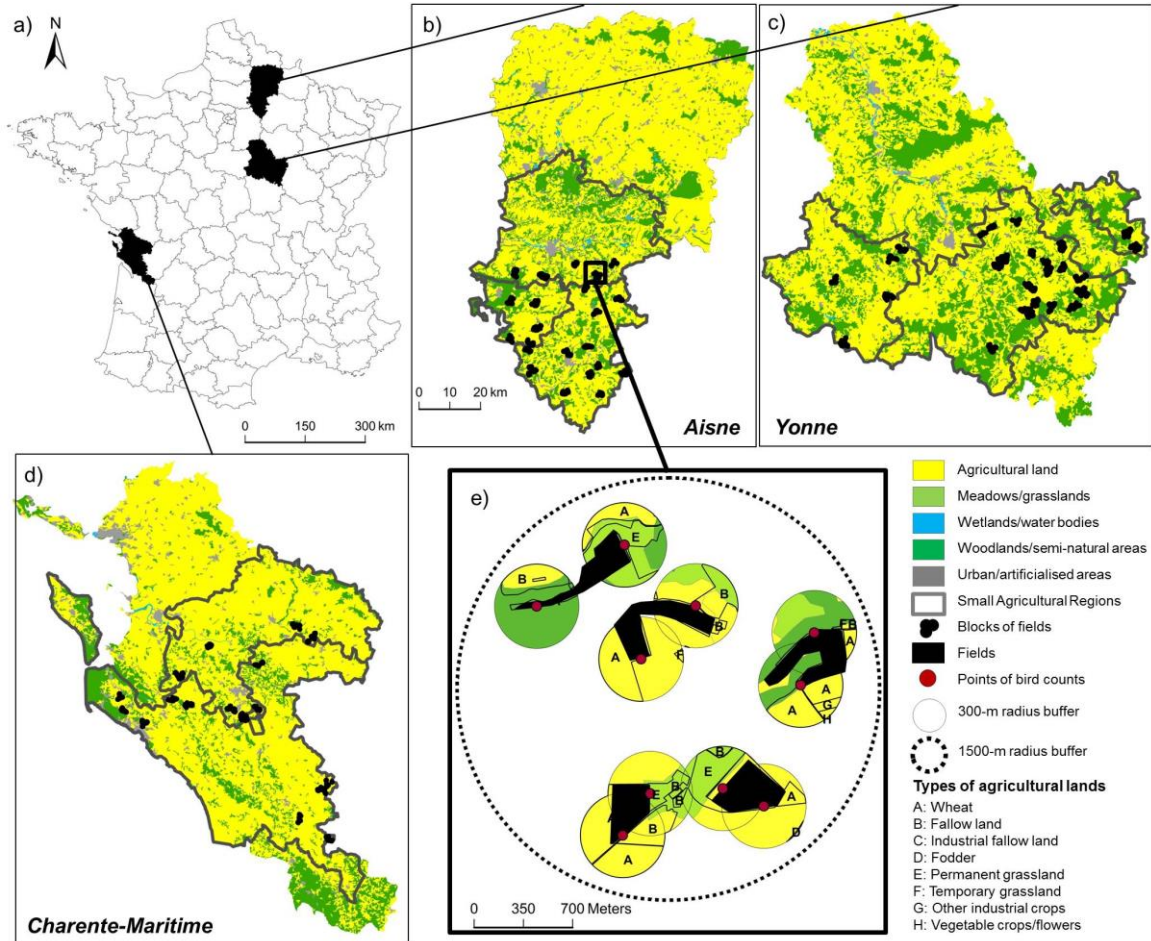 a)
N
0 150 300 km
b)
0 10 20 km
Aisne
c)
Yonne
d)
Charente-Maritime
e)
A
E
B
B
B
A
F
F B
A
A
A
G
H
B
E
B
B
A
B
A
B
E
A
D
0 350 700 Meters
Agricultural land
Meadows/grasslands
Wetlands/water bodies
Woodlands/semi-natural areas
Urban/artificialised areas
Small Agricultural Regions
Blocks of fields
Fields
Points of bird counts
300-m radius buffer
1500-m radius buffer
Types of agricultural lands
A: Wheat
B: Fallow land
C: Industrial fallow land
D: Fodder
E: Permanent grassland
F: Temporary grassland
G: Other industrial crops
H: Vegetable crops/flowers